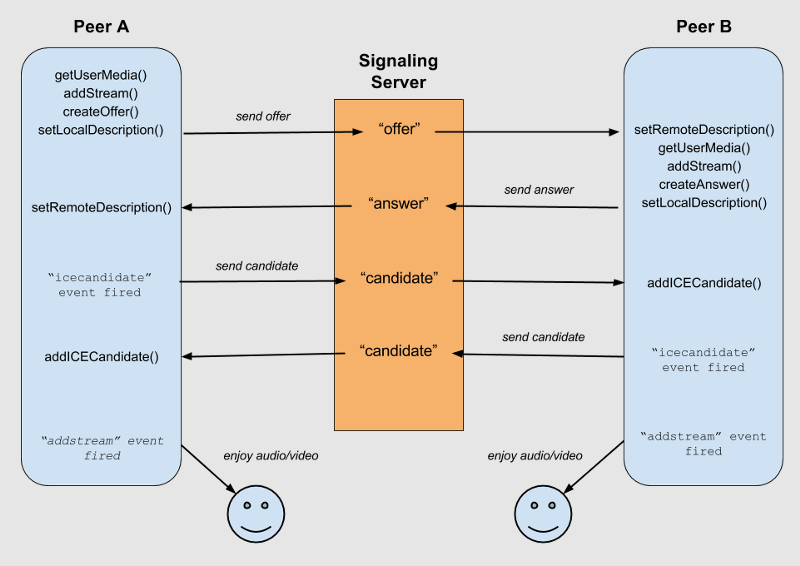 Peer A
Peer B
Signaling
Server
getUserMedia()
addStream()
createOffer()
setLocalDescription()
send offer
“offer”
setRemoteDescription()
getUserMedia()
addStream()
createAnswer()
setLocalDescription()
send answer
“answer”
setRemoteDescription()
“icecandidate”
event fired
send candidate
“candidate”
addICECandidate()
send candidate
“candidate”
addICECandidate()
“icecandidate”
event fired
“addstream” event
fired
enjoy audio/video
enjoy audio/video
“addstream” event
fired